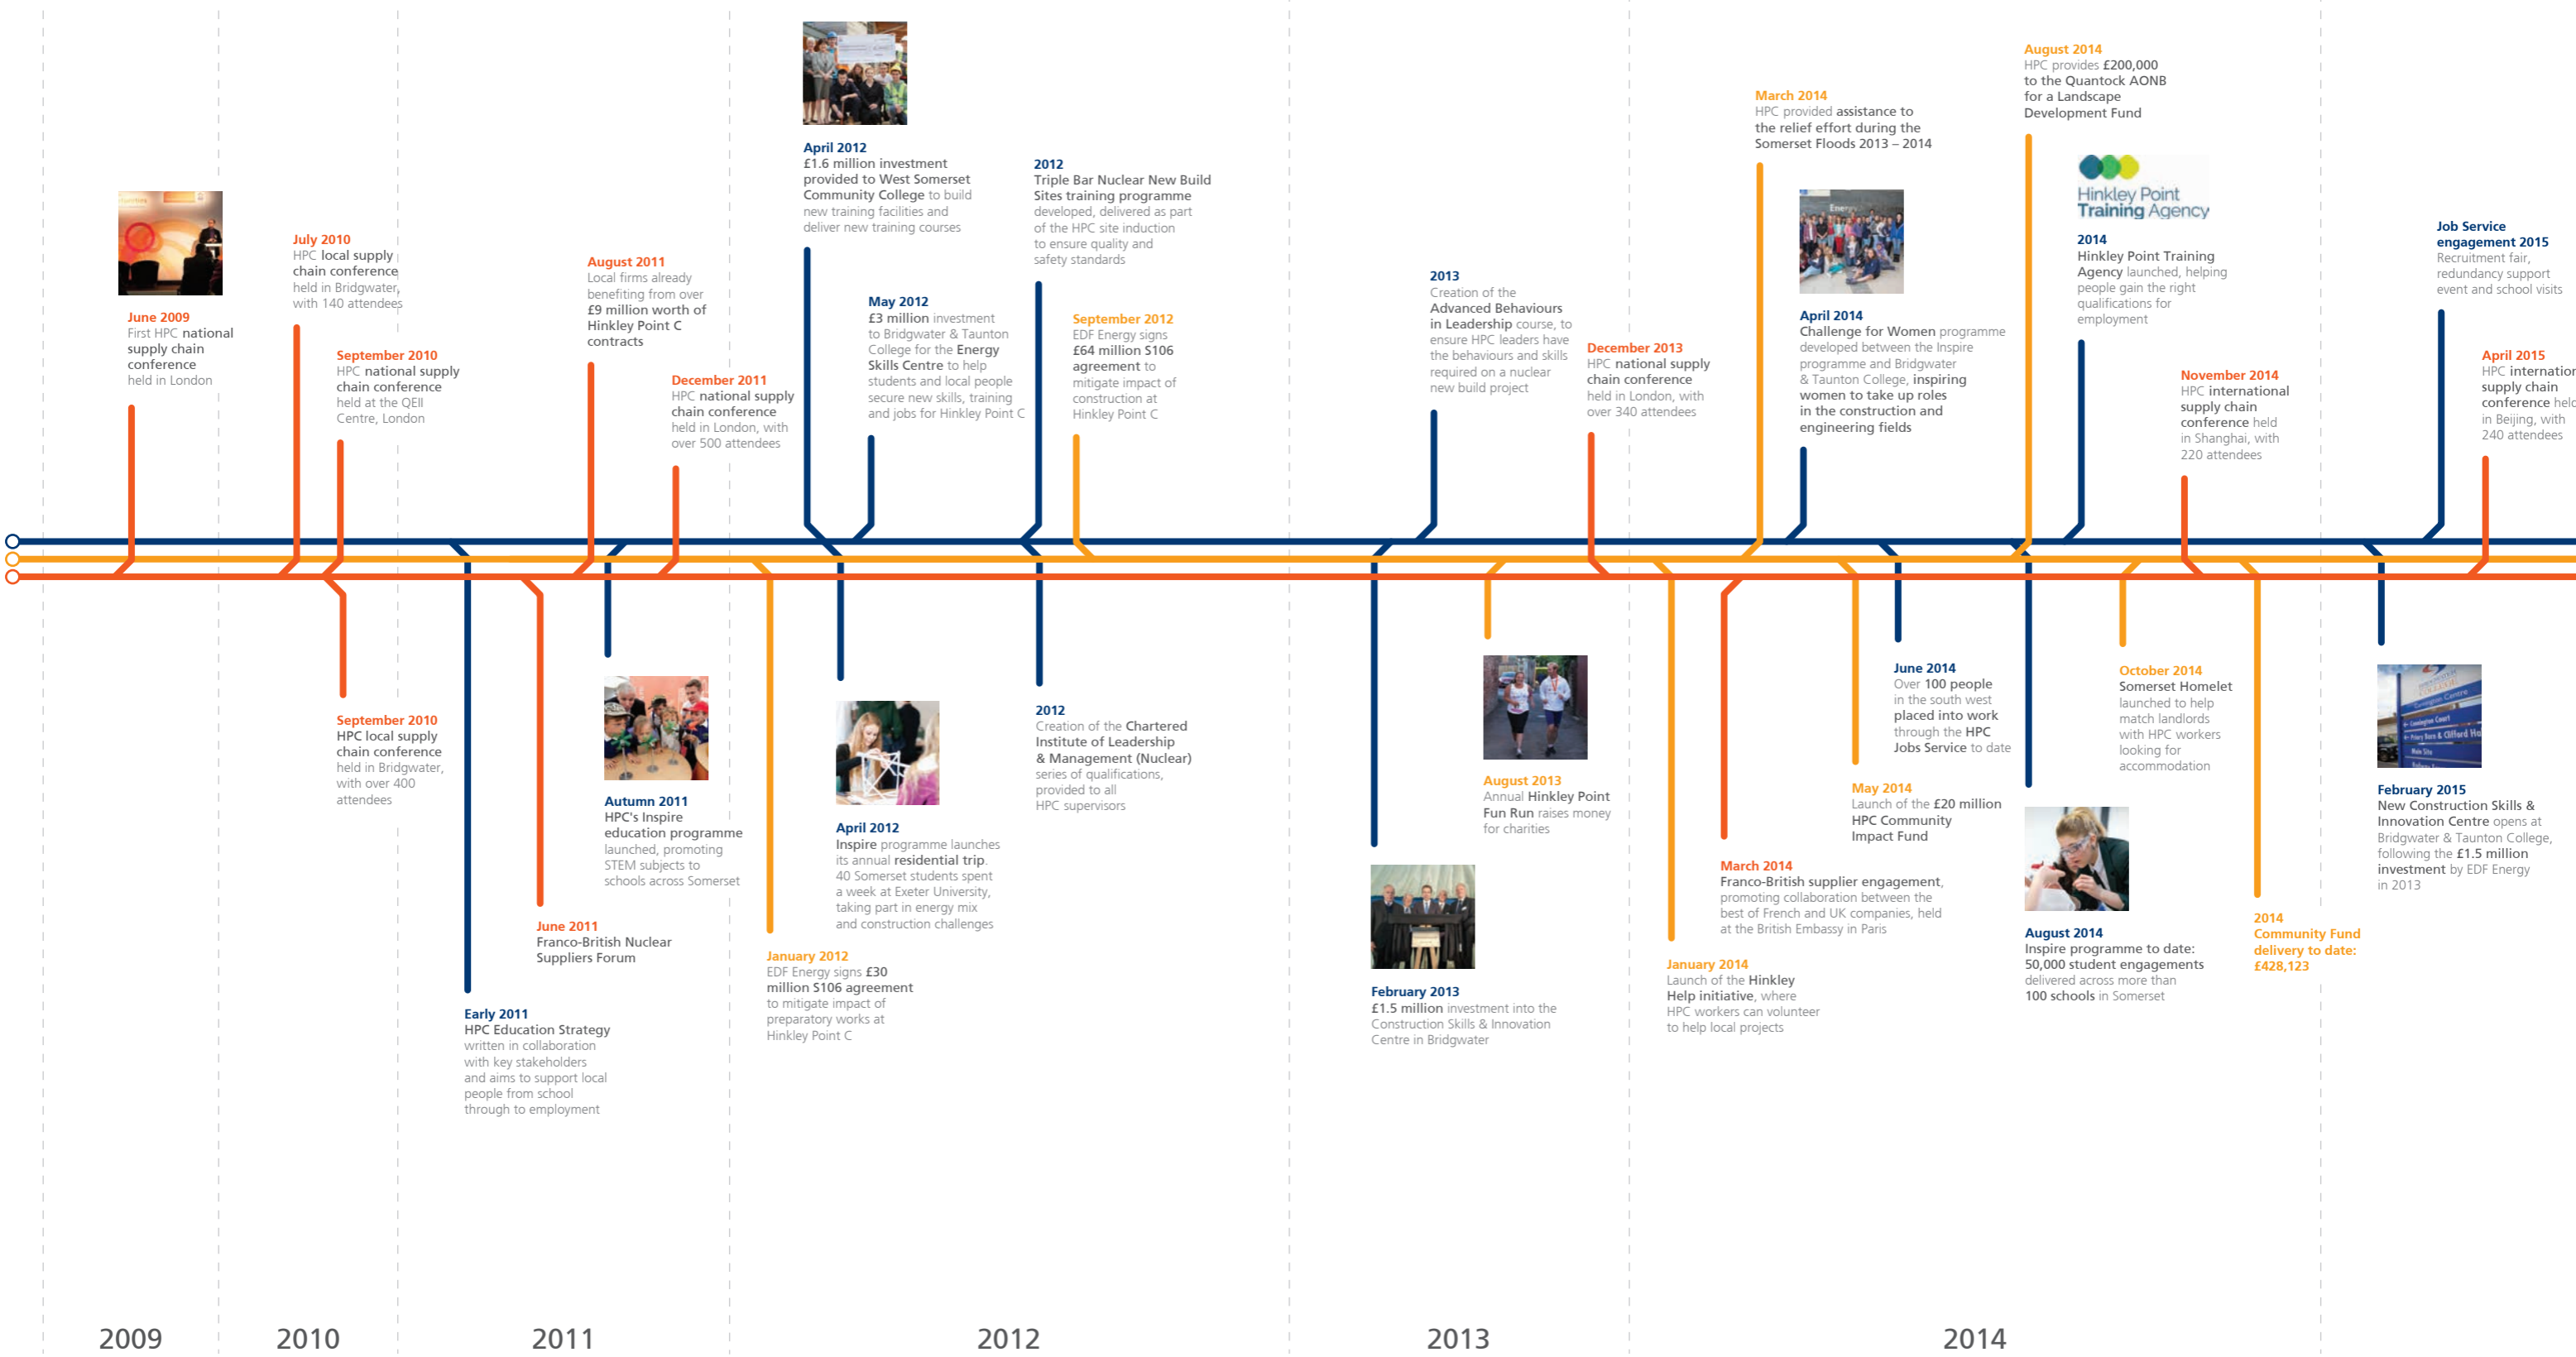 June 2009
First HPC national
supply chain
conference
held in London
July 2010
HPC local supply
chain conference
held in Bridgwater,
with 140 attendees
September 2010
HPC national supply
chain conference
held at the QEII
Centre, London
September 2010
HPC local supply
chain conference
held in Bridgwater,
with over 400
attendees
Early 2011
HPC Education Strategy
written in collaboration
with key stakeholders
and aims to support local
people from school
through to employment
June 2011
Franco-British Nuclear
Suppliers Forum
August 2011
Local firms already
benefiting from over
£9 million worth of
Hinkley Point C
contracts
Autumn 2011
HPC's Inspire
education programme
launched, promoting
STEM subjects to
schools across Somerset
December 2011
HPC national supply
chain conference
held in London, with
over 500 attendees
January 2012
EDF Energy signs £30
million S106 agreement
to mitigate impact of
preparatory works at
Hinkley Point C
April 2012
£1.6 million investment
provided to West Somerset
Community College to build
new training facilities and
deliver new training courses
April 2012
Inspire programme launches
its annual residential trip.
40 Somerset students spent
a week at Exeter University,
taking part in energy mix
and construction challenges
May 2012
£3 million investment
to Bridgwater & Taunton
College for the Energy
Skills Centre to help
students and local people
secure new skills, training
and jobs for Hinkley Point C
2012
Triple Bar Nuclear New Build
Sites training programme
developed, delivered as part
of the HPC site induction
to ensure quality and
safety standards
2012
Creation of the Chartered
Institute of Leadership
& Management (Nuclear)
series of qualifications,
provided to all
HPC supervisors
September 2012
EDF Energy signs
£64 million S106
agreement to
mitigate impact of
construction at
Hinkley Point C
February 2013
£1.5 million investment into the
Construction Skills & Innovation
Centre in Bridgwater
2013
Creation of the
Advanced Behaviours
in Leadership course, to
ensure HPC leaders have
the behaviours and skills
required on a nuclear
new build project
August 2013
Annual Hinkley Point
Fun Run raises money
for charities
December 2013
HPC national supply
chain conference
held in London, with
over 340 attendees
January 2014
Launch of the Hinkley
Help initiative, where
HPC workers can volunteer
to help local projects
March 2014
Franco-British supplier engagement,
promoting collaboration between the
best of French and UK companies, held
at the British Embassy in Paris
March 2014
HPC provided assistance to
the relief effort during the
Somerset Floods 2013 – 2014
April 2014
Challenge for Women programme
developed between the Inspire
programme and Bridgwater
& Taunton College, inspiring
women to take up roles
in the construction and
engineering fields
May 2014
Launch of the £20 million
HPC Community
Impact Fund
June 2014
Over 100 people
in the south west
placed into work
through the HPC
Jobs Service to date
August 2014
HPC provides £200,000
to the Quantock AONB
for a Landscape
Development Fund
August 2014
Inspire programme to date:
50,000 student engagements
delivered across more than
100 schools in Somerset
Hinkley Point
Training Agency
2014
Hinkley Point Training
Agency launched, helping
people gain the right
qualifications for
employment
October 2014
Somerset Homelet
launched to help
match landlords
with HPC workers
looking for
accommodation
November 2014
HPC international
supply chain
conference held
in Shanghai, with
220 attendees
2014
Community Fund
delivery to date:
£428,123
February 2015
New Construction Skills &
Innovation Centre opens at
Bridgwater & Taunton College,
following the £1.5 million
investment by EDF Energy
in 2013
Job Service
engagement 2015
Recruitment fair,
redundancy support
event and school visits
April 2015
HPC internation
supply chain
conference held
in Beijing, with
240 attendees
2009
2010
2011
2012
2013
2014